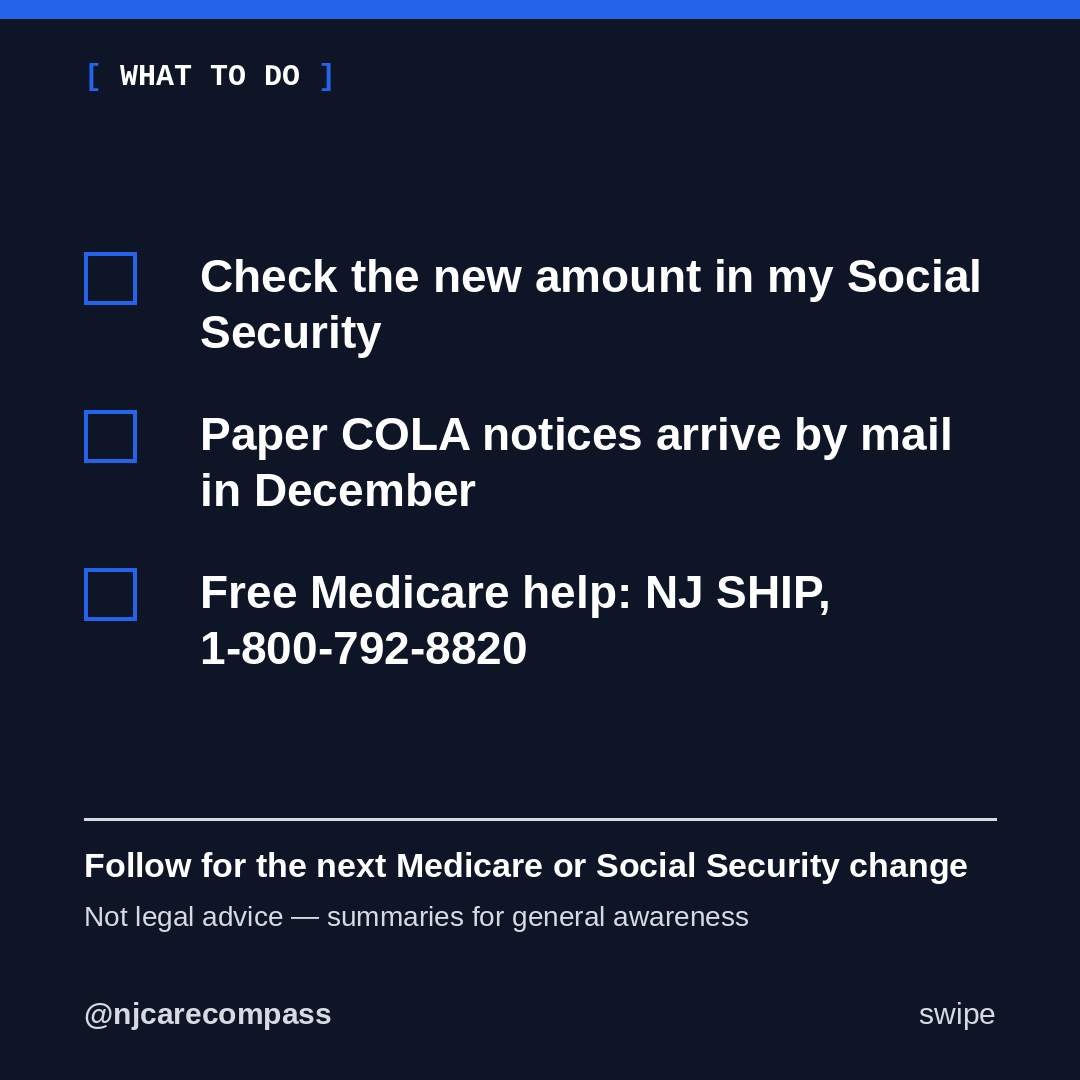 [ WHAT TO DO ]
Check the new amount in my Social
Security
Paper COLA notices arrive by mail
in December
Free Medicare help: NJ SHIP,
1-800-792-8820
Follow for the next Medicare or Social Security change
Not legal advice — summaries for general awareness
@njcarecompass
swipe